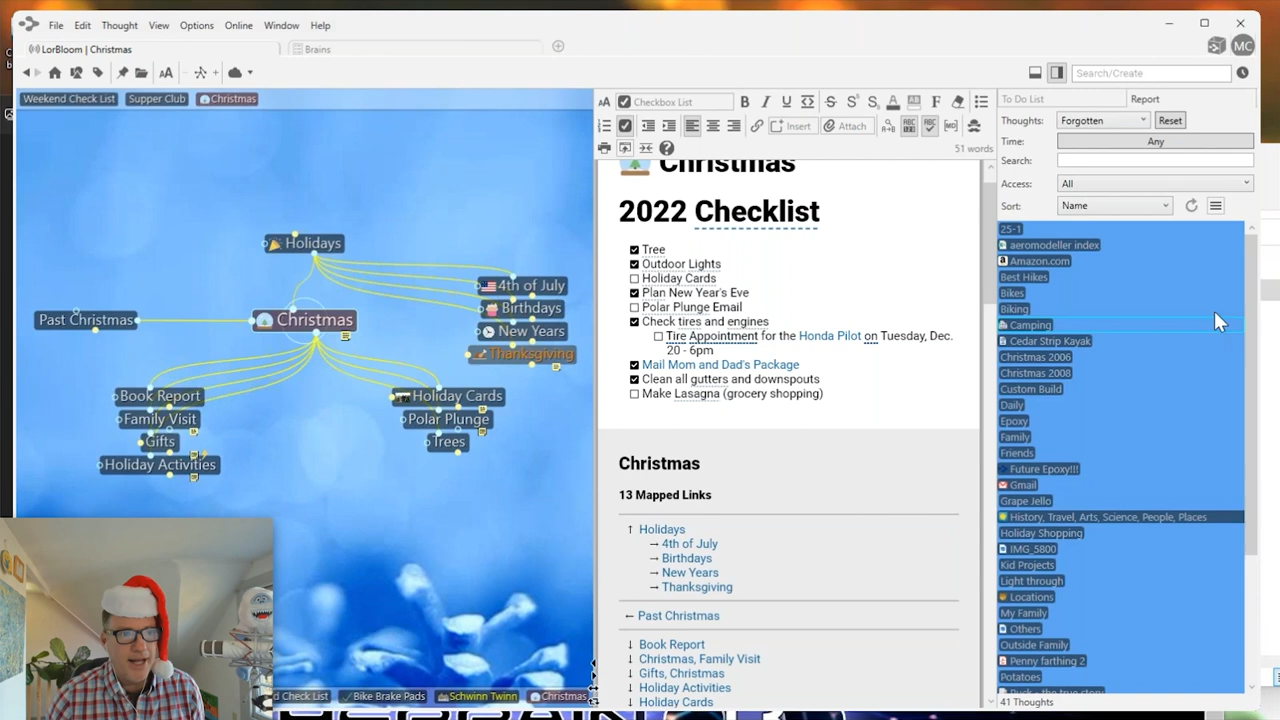 File Edit Thought View Options Online Window Help
LorBloom | Christmas
Brains
MC
Search/Create
Weekend Check List
Supper Club
Christmas
Checkbox List
Insert
Attach
51 words
To Do List
Report
Thoughts: Forgotten Reset
Time: Any
Search:
Access: All
Sort: Name
Holidays
4th of July
Birthdays
New Years
Thanksgiving
Past Christmas
Christmas
Book Report
Family Visit
Gifts
Holiday Activities
Holiday Cards
Polar Plunge
Trees
d Check List
Bike Brake Pads
Schwinn Twinn
Christmas
Christmas
2022 Checklist
Tree
Outdoor Lights
Holiday Cards
Plan New Year's Eve
Polar Plunge Email
Check tires and engines
Tire Appointment for the Honda Pilot on Tuesday, Dec.
20 - 6pm
Mail Mom and Dad's Package
Clean all gutters and downspouts
Make Lasagna (grocery shopping)
Christmas
13 Mapped Links
↑ Holidays
→ 4th of July
→ Birthdays
→ New Years
→ Thanksgiving
← Past Christmas
↓ Book Report
↓ Christmas, Family Visit
↓ Gifts, Christmas
↓ Holiday Activities
↓ Holiday Cards
25-1
aeromodeller index
Amazon.com
Best Hikes
Bikes
Biking
Camping
Cedar Strip Kayak
Christmas 2006
Christmas 2008
Custom Build
Daily
Epoxy
Family
Friends
Future Epoxy!!!
Gmail
Grape Jello
History, Travel, Arts, Science, People, Places
Holiday Shopping
IMG_5800
Kid Projects
Light through
Locations
My Family
Others
Outside Family
Penny farthing 2
Potatoes
41 Thoughts